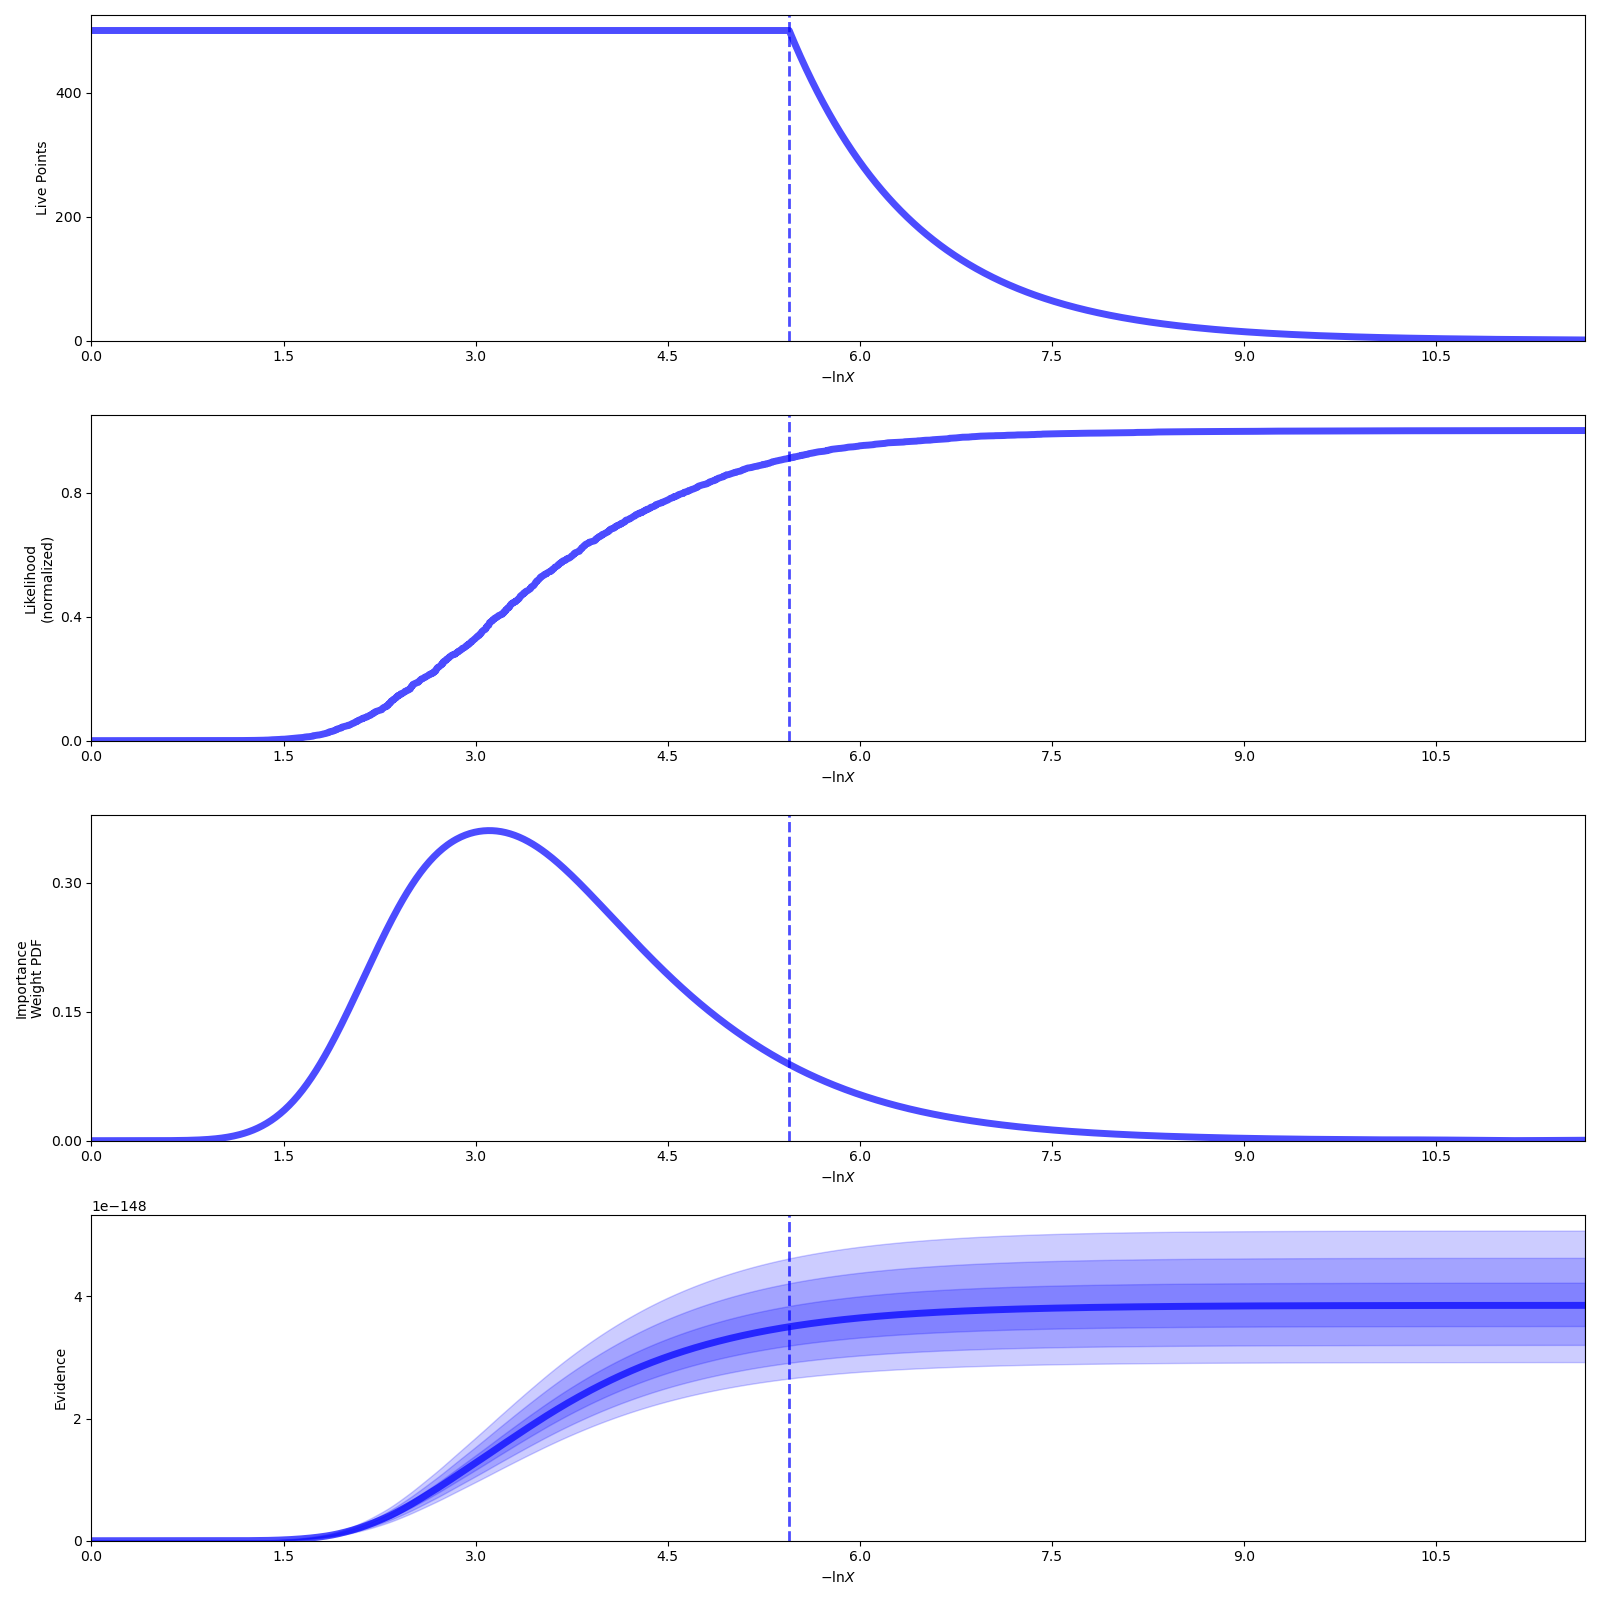 Live Points
400
200
0
0.0 1.5 3.0 4.5 6.0 7.5 9.0 10.5
−lnX
Likelihood
(normalized)
0.8
0.4
0.0
0.0 1.5 3.0 4.5 6.0 7.5 9.0 10.5
−lnX
Importance
Weight PDF
0.30
0.15
0.00
0.0 1.5 3.0 4.5 6.0 7.5 9.0 10.5
−lnX
1e−148
Evidence
4
2
0
0.0 1.5 3.0 4.5 6.0 7.5 9.0 10.5
−lnX